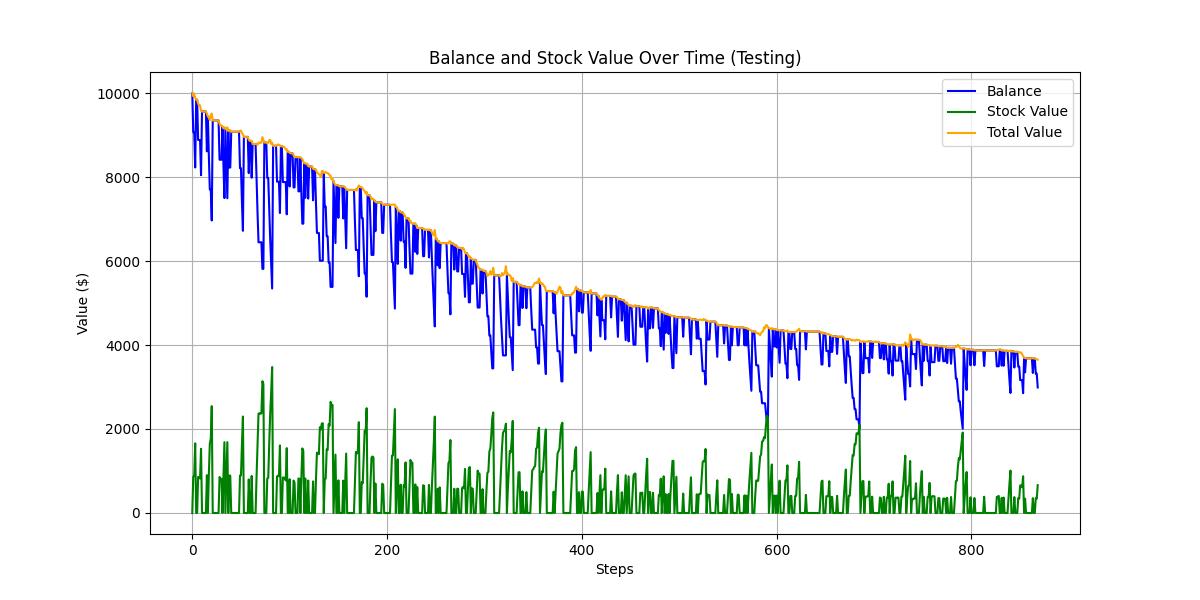 Balance and Stock Value Over Time (Testing)
Balance
Stock Value
Total Value
Value ($)
10000
8000
6000
4000
2000
0
0 200 400 600 800
Steps